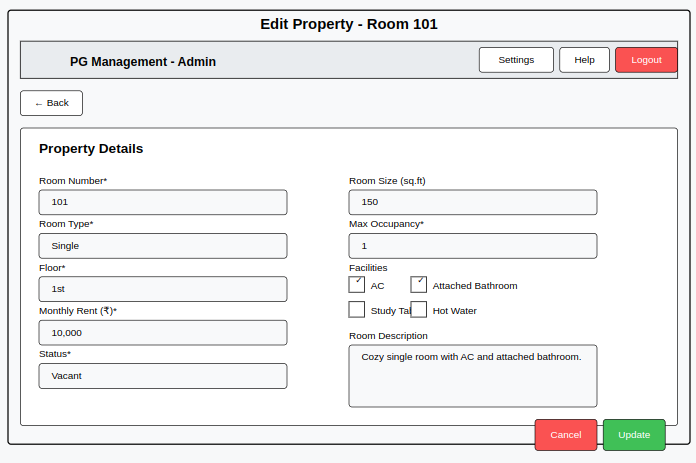 Edit Property - Room 101
PG Management - Admin
Settings
Help
Logout
← Back
Property Details
Room Number*
101
Room Type*
Single
Floor*
1st
Monthly Rent (₹)*
10,000
Status*
Vacant
Room Size (sq.ft)
150
Max Occupancy*
1
Facilities
✓ AC
✓ Attached Bathroom
Study Tal
Hot Water
Room Description
Cozy single room with AC and attached bathroom.
Cancel
Update